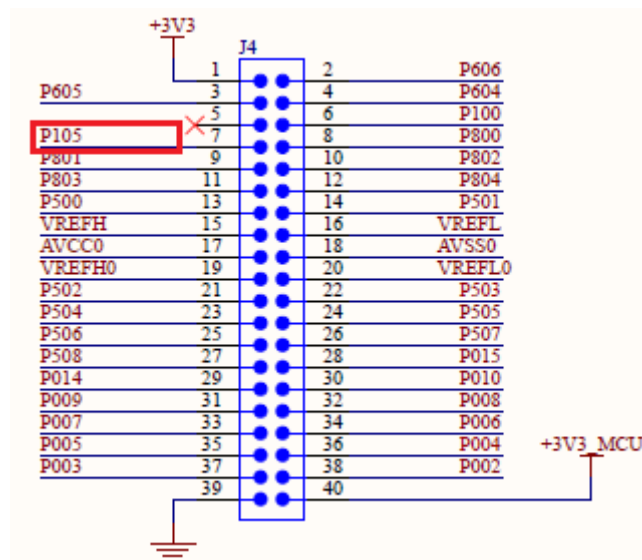 +3V3
J4
1 2 P606
P605 3 4 P604
5 6 P100
P105 7 8 P800
P801 9 10 P802
P803 11 12 P804
P500 13 14 P501
VREFH 15 16 VREFL
AVCC0 17 18 AVSS0
VREFH0 19 20 VREFL0
P502 21 22 P503
P504 23 24 P505
P506 25 26 P507
P508 27 28 P015
P014 29 30 P010
P009 31 32 P008
P007 33 34 P006
P005 35 36 P004
+3V3_MCU
P003 37 38 P002
39 40